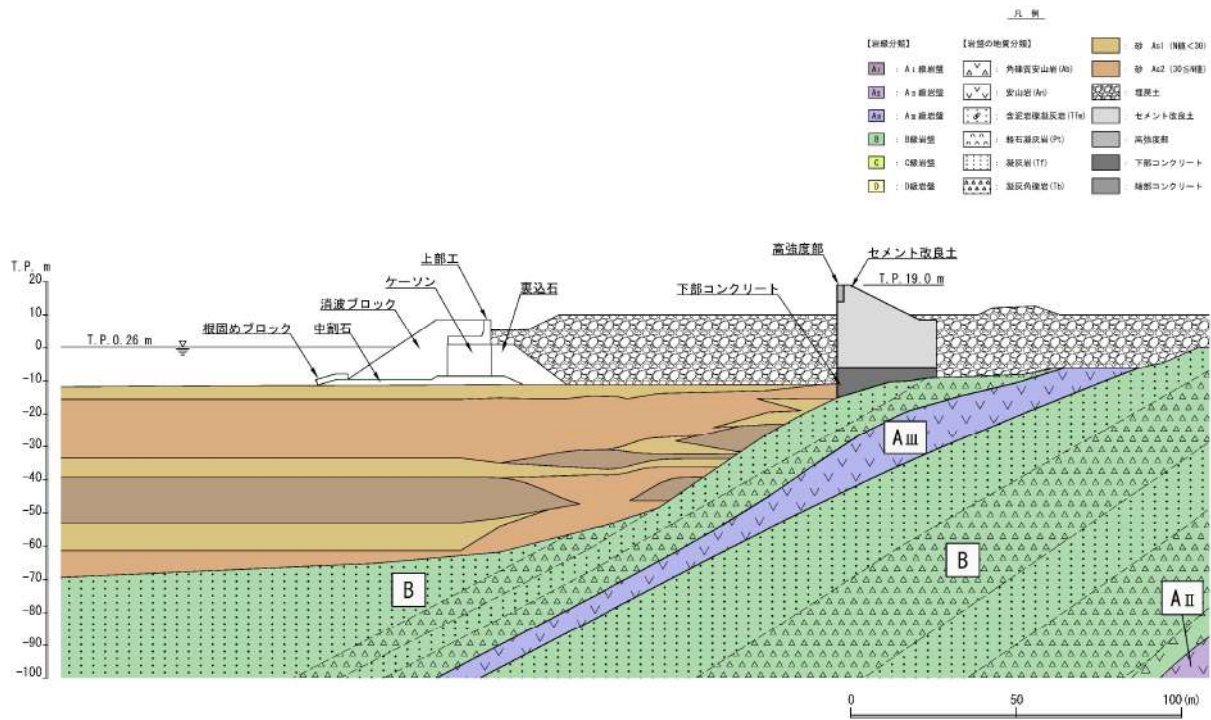 凡 例
【岩級分類】
AⅠ : AⅠ級岩盤
AⅡ : AⅡ級岩盤
AⅢ : AⅢ級岩盤
B : B級岩盤
C : C級岩盤
D : D級岩盤
【岩盤の地質分類】
: 角礫質安山岩(Ab)
: 安山岩(An)
: 含泥岩礫凝灰岩(Tfm)
: 軽石凝灰岩(Pt)
: 凝灰岩(Tf)
: 凝灰角礫岩(Tb)
: 砂 As1 (N値<30)
: 砂 As2 (30≦N値)
: 埋戻土
: セメント改良土
: 高強度部
: 下部コンクリート
: 端部コンクリート
T.P. m
20
10
0
-10
-20
-30
-40
-50
-60
-70
-80
-90
-100
T.P.0.26 m
根固めブロック
中割石
消波ブロック
ケーソン
上部工
裏込石
下部コンクリート
高強度部
セメント改良土
T.P.19.0 m
AⅢ
B
B
AⅡ
0
50
100(m)